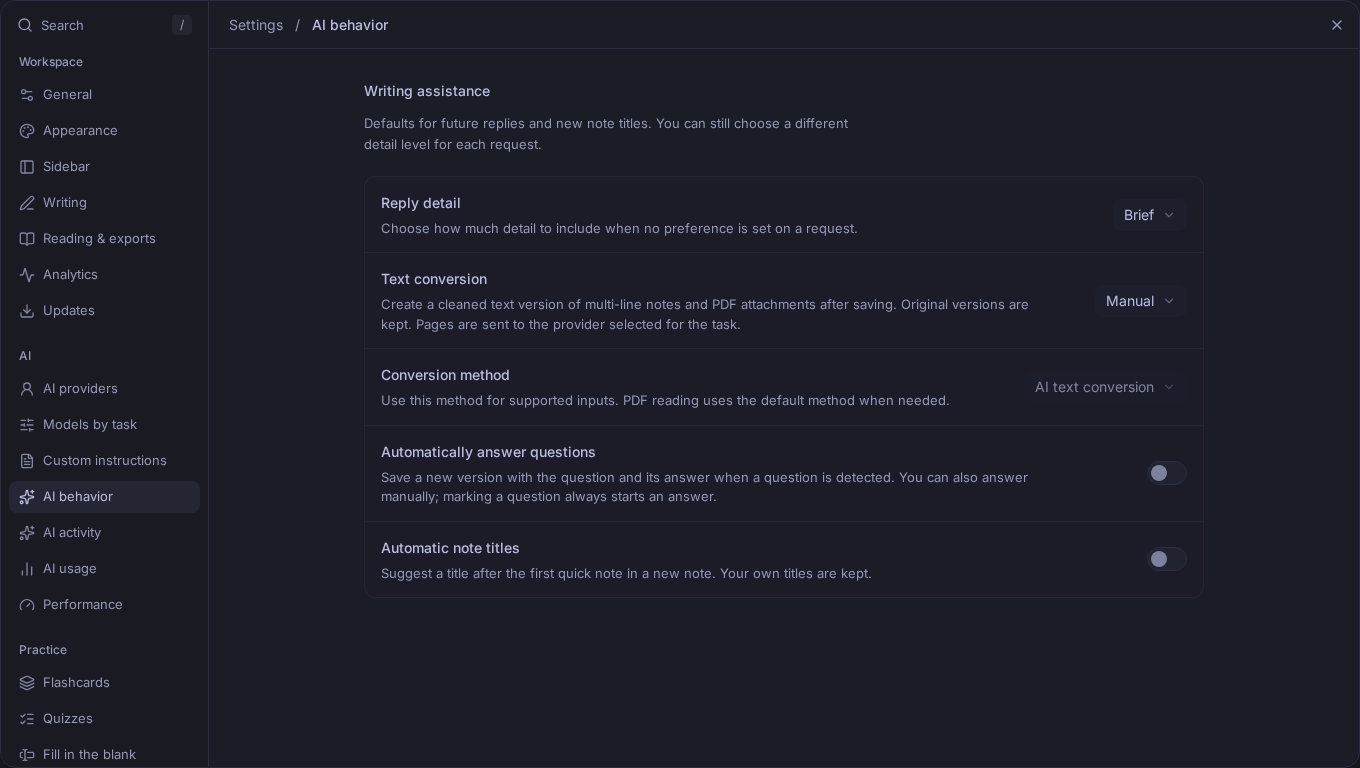 Search /
Workspace
General
Appearance
Sidebar
Writing
Reading & exports
Analytics
Updates
AI
AI providers
Models by task
Custom instructions
AI behavior
AI activity
AI usage
Performance
Practice
Flashcards
Quizzes
Fill in the blank
Settings / AI behavior
Writing assistance
Defaults for future replies and new note titles. You can still choose a different
detail level for each request.
Reply detail
Choose how much detail to include when no preference is set on a request.
Brief
Text conversion
Create a cleaned text version of multi-line notes and PDF attachments after saving. Original versions are
kept. Pages are sent to the provider selected for the task.
Manual
Conversion method
Use this method for supported inputs. PDF reading uses the default method when needed.
AI text conversion
Automatically answer questions
Save a new version with the question and its answer when a question is detected. You can also answer
manually; marking a question always starts an answer.
Automatic note titles
Suggest a title after the first quick note in a new note. Your own titles are kept.